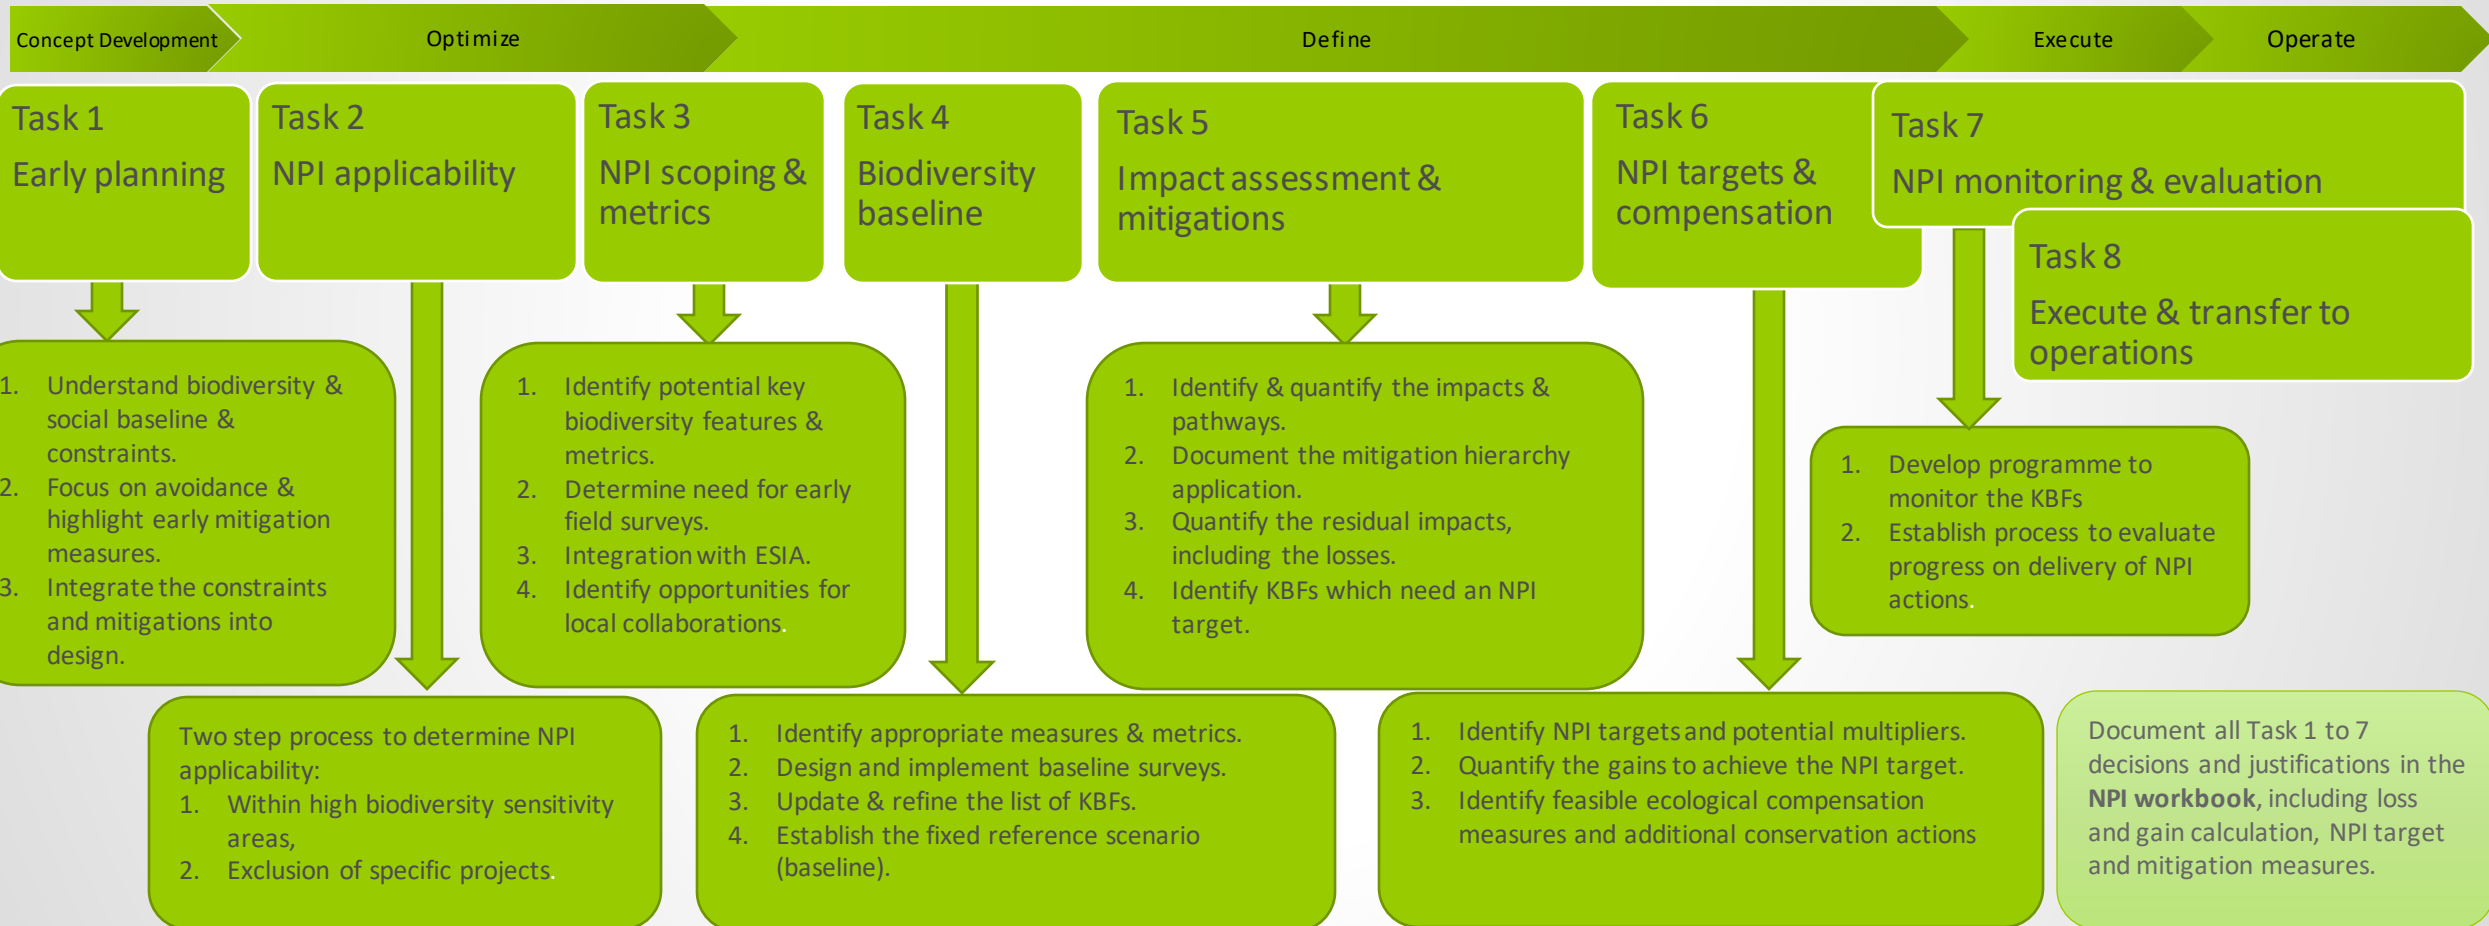 Concept Development
Optimize
Define
Execute
Operate
Task 1
Early planning
Task 2
NPI applicability
Task 3
NPI scoping &
metrics
Task 4
Biodiversity
baseline
Task 5
Impact assessment &
mitigations
Task 6
NPI targets &
compensation
Task 7
NPI monitoring & evaluation
Task 8
Execute & transfer to
operations
1. Understand biodiversity &
social baseline &
constraints.
2. Focus on avoidance &
highlight early mitigation
measures.
3. Integrate the constraints
and mitigations into
design.
Two step process to determine NPI
applicability:
1. Within high biodiversity sensitivity
areas,
2. Exclusion of specific projects.
1. Identify potential key
biodiversity features &
metrics.
2. Determine need for early
field surveys.
3. Integration with ESIA.
4. Identify opportunities for
local collaborations.
1. Identify appropriate measures & metrics.
2. Design and implement baseline surveys.
3. Update & refine the list of KBFs.
4. Establish the fixed reference scenario
(baseline).
1. Identify & quantify the impacts &
pathways.
2. Document the mitigation hierarchy
application.
3. Quantify the residual impacts,
including the losses.
4. Identify KBFs which need an NPI
target.
1. Identify NPI targets and potential multipliers.
2. Quantify the gains to achieve the NPI target.
3. Identify feasible ecological compensation
measures and additional conservation actions
1. Develop programme to
monitor the KBFs
2. Establish process to evaluate
progress on delivery of NPI
actions.
Document all Task 1 to 7
decisions and justifications in the
NPI workbook, including loss
and gain calculation, NPI target
and mitigation measures.